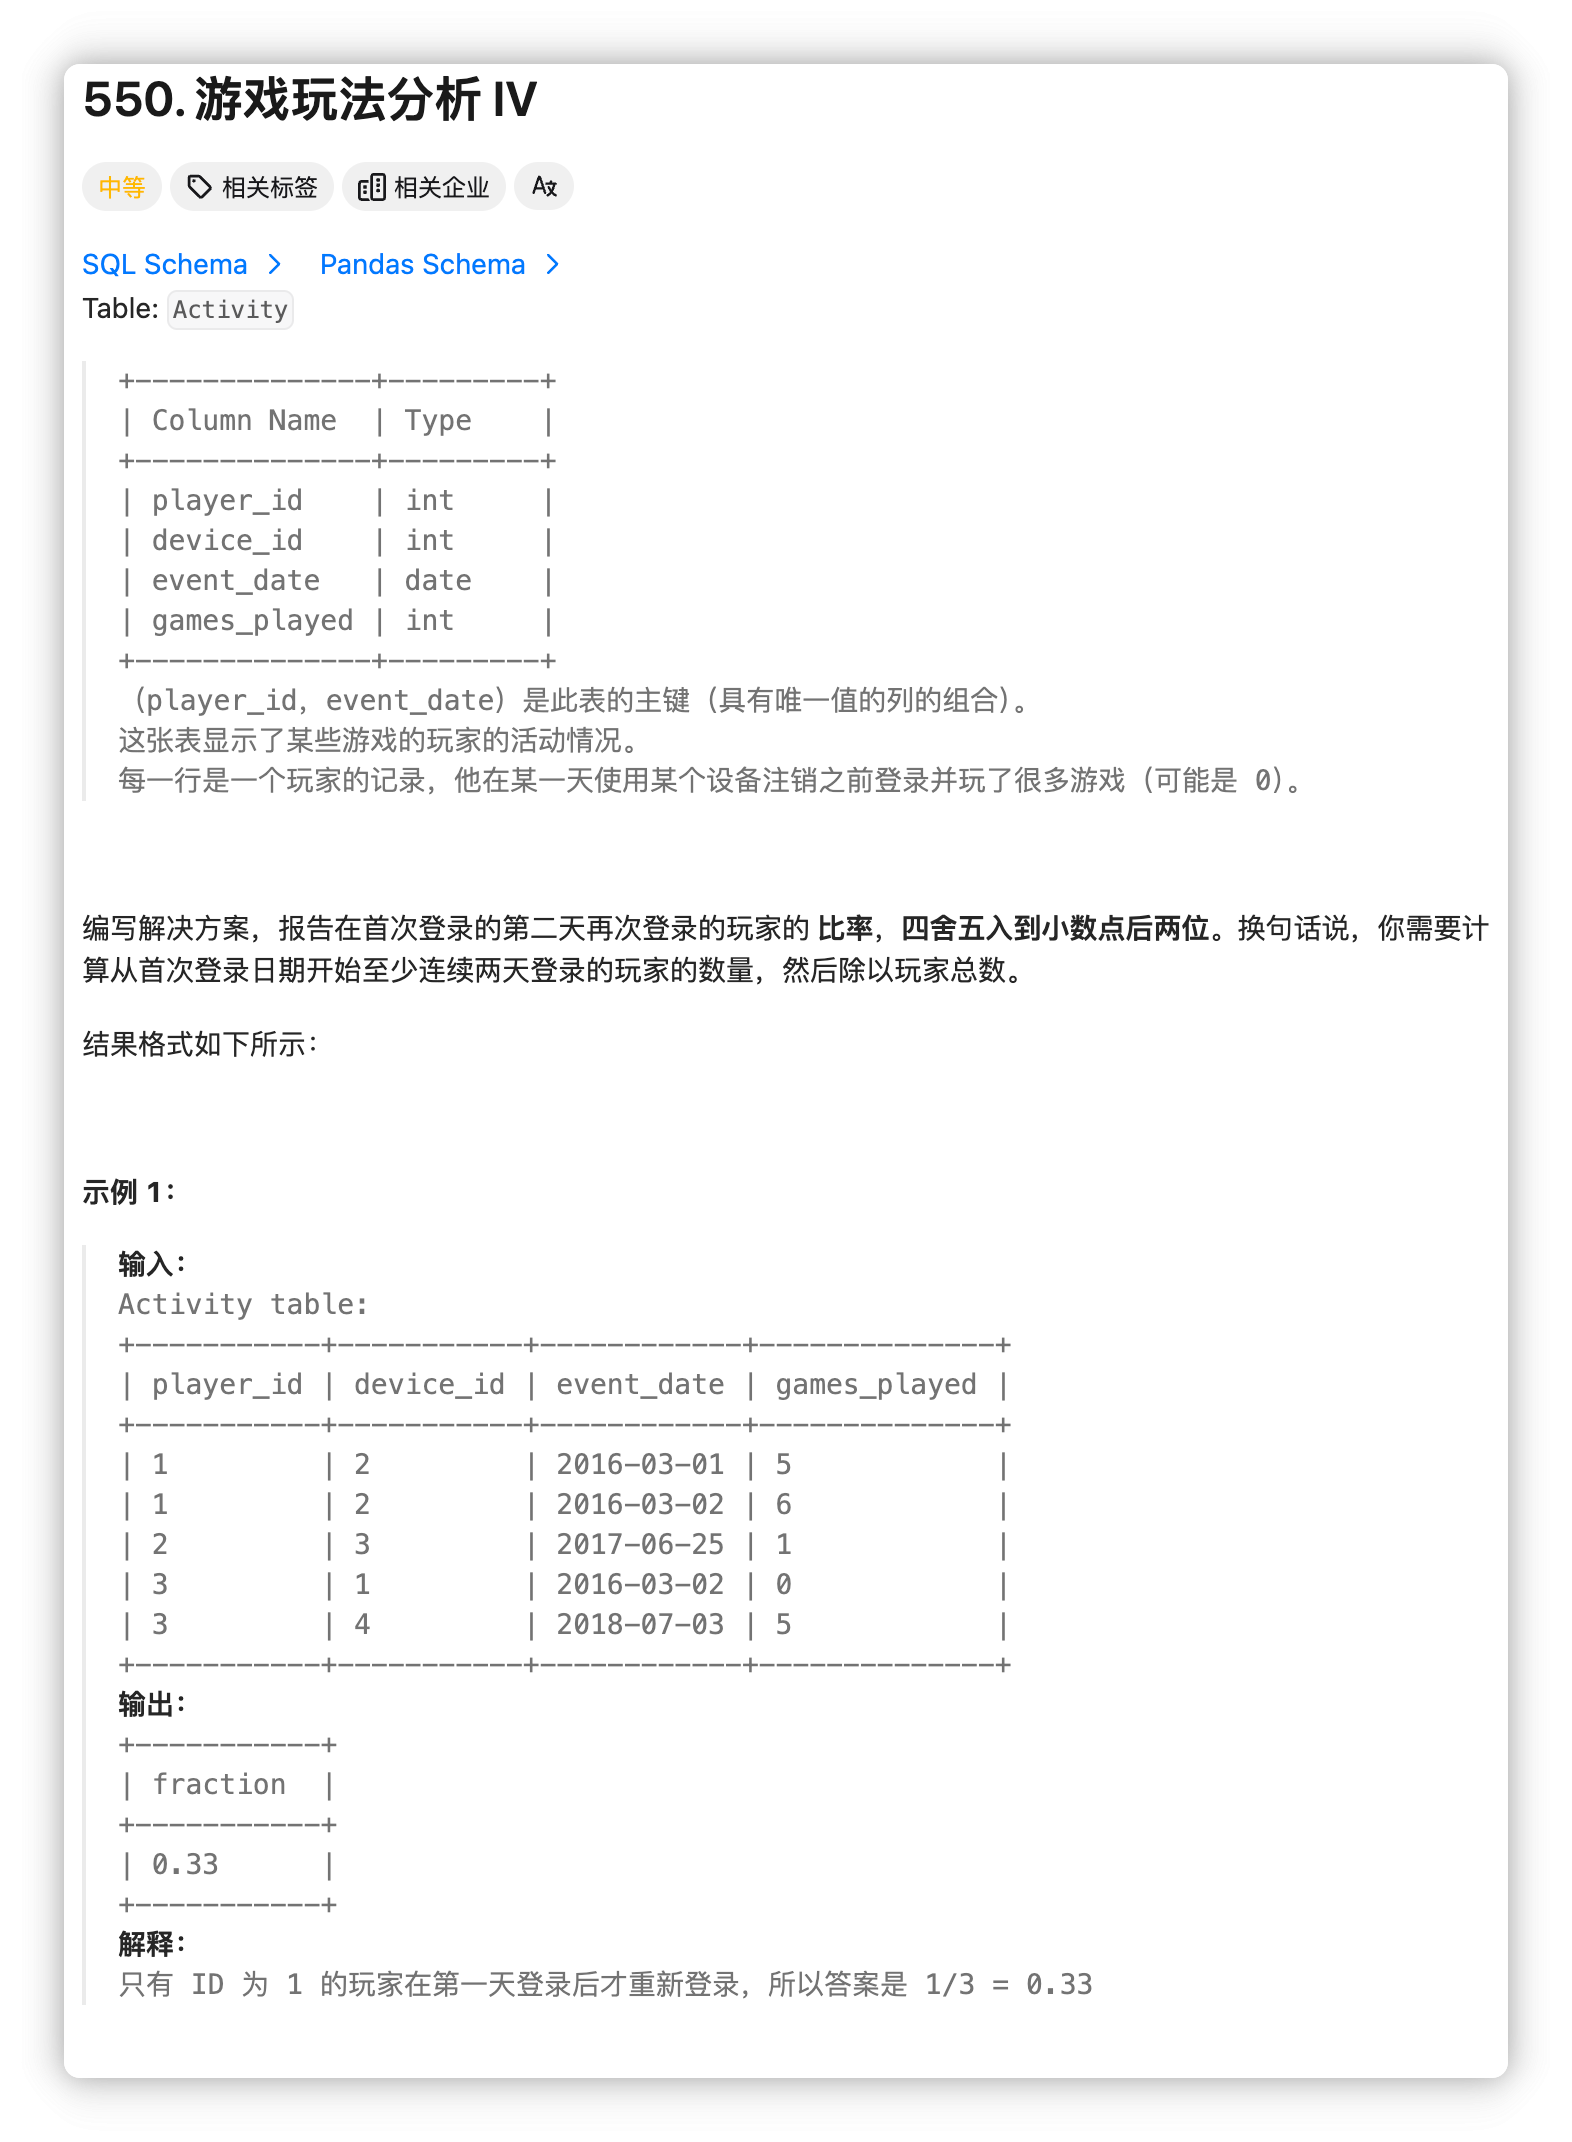 550. 游戏玩法分析 IV
中等 相关标签 相关企业
SQL Schema > Pandas Schema >
Table: Activity
+--------------+---------+
| Column Name  | Type    |
+--------------+---------+
| player_id    | int     |
| device_id    | int     |
| event_date   | date    |
| games_played | int     |
+--------------+---------+
（player_id，event_date）是此表的主键（具有唯一值的列的组合）。
这张表显示了某些游戏的玩家的活动情况。
每一行是一个玩家的记录，他在某一天使用某个设备注销之前登录并玩了很多游戏（可能是 0）。
编写解决方案，报告在首次登录的第二天再次登录的玩家的 比率，四舍五入到小数点后两位。换句话说，你需要计
算从首次登录日期开始至少连续两天登录的玩家的数量，然后除以玩家总数。
结果格式如下所示：
示例 1：
输入：
Activity table:
+-----------+-----------+------------+--------------+
| player_id | device_id | event_date | games_played |
+-----------+-----------+------------+--------------+
| 1         | 2         | 2016-03-01 | 5            |
| 1         | 2         | 2016-03-02 | 6            |
| 2         | 3         | 2017-06-25 | 1            |
| 3         | 1         | 2016-03-02 | 0            |
| 3         | 4         | 2018-07-03 | 5            |
+-----------+-----------+------------+--------------+
输出：
+-----------+
| fraction  |
+-----------+
| 0.33      |
+-----------+
解释：
只有 ID 为 1 的玩家在第一天登录后才重新登录，所以答案是 1/3 = 0.33